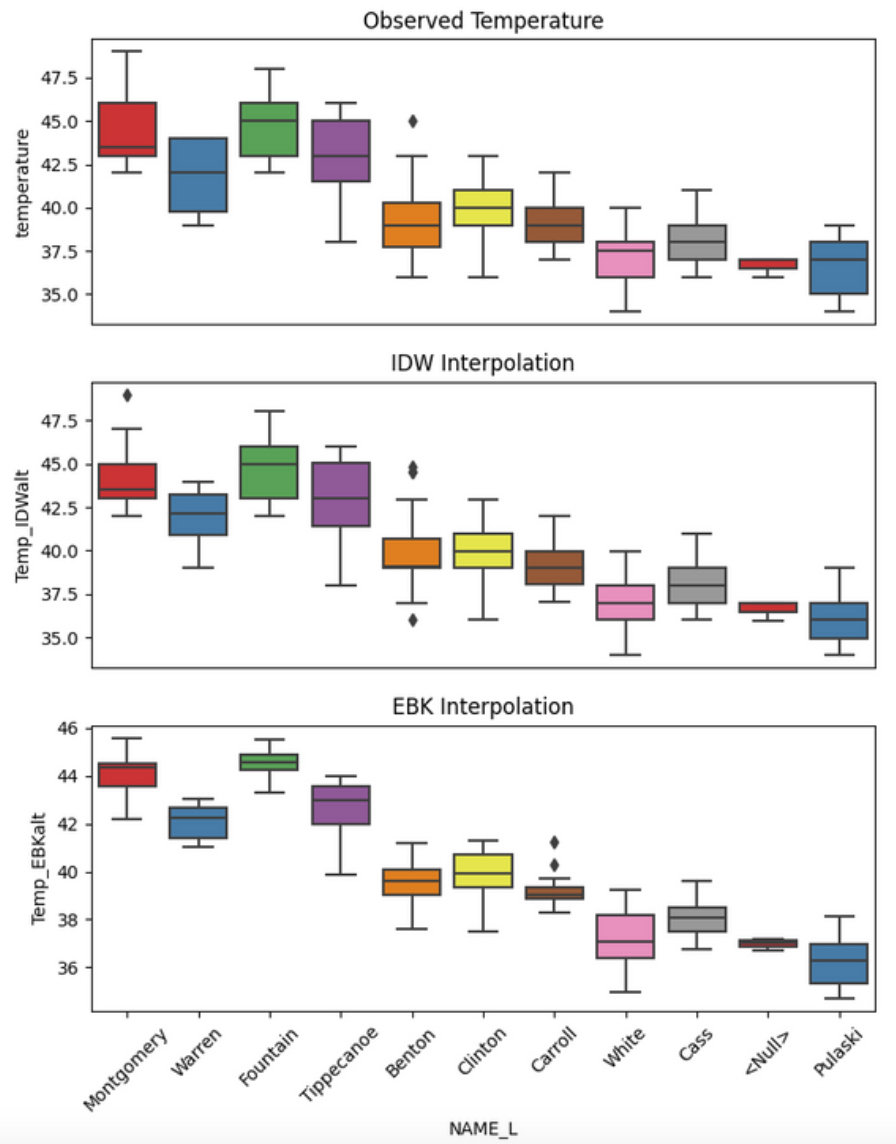 Observed Temperature
temperature
47.5
45.0
42.5
40.0
37.5
35.0
IDW Interpolation
Temp_IDWalt
47.5
45.0
42.5
40.0
37.5
35.0
EBK Interpolation
Temp_EBKalt
46
44
42
40
38
36
Montgomery
Warren
Fountain
Tippecanoe
Benton
Clinton
Carroll
White
Cass
<Null>
Pulaski
NAME_L